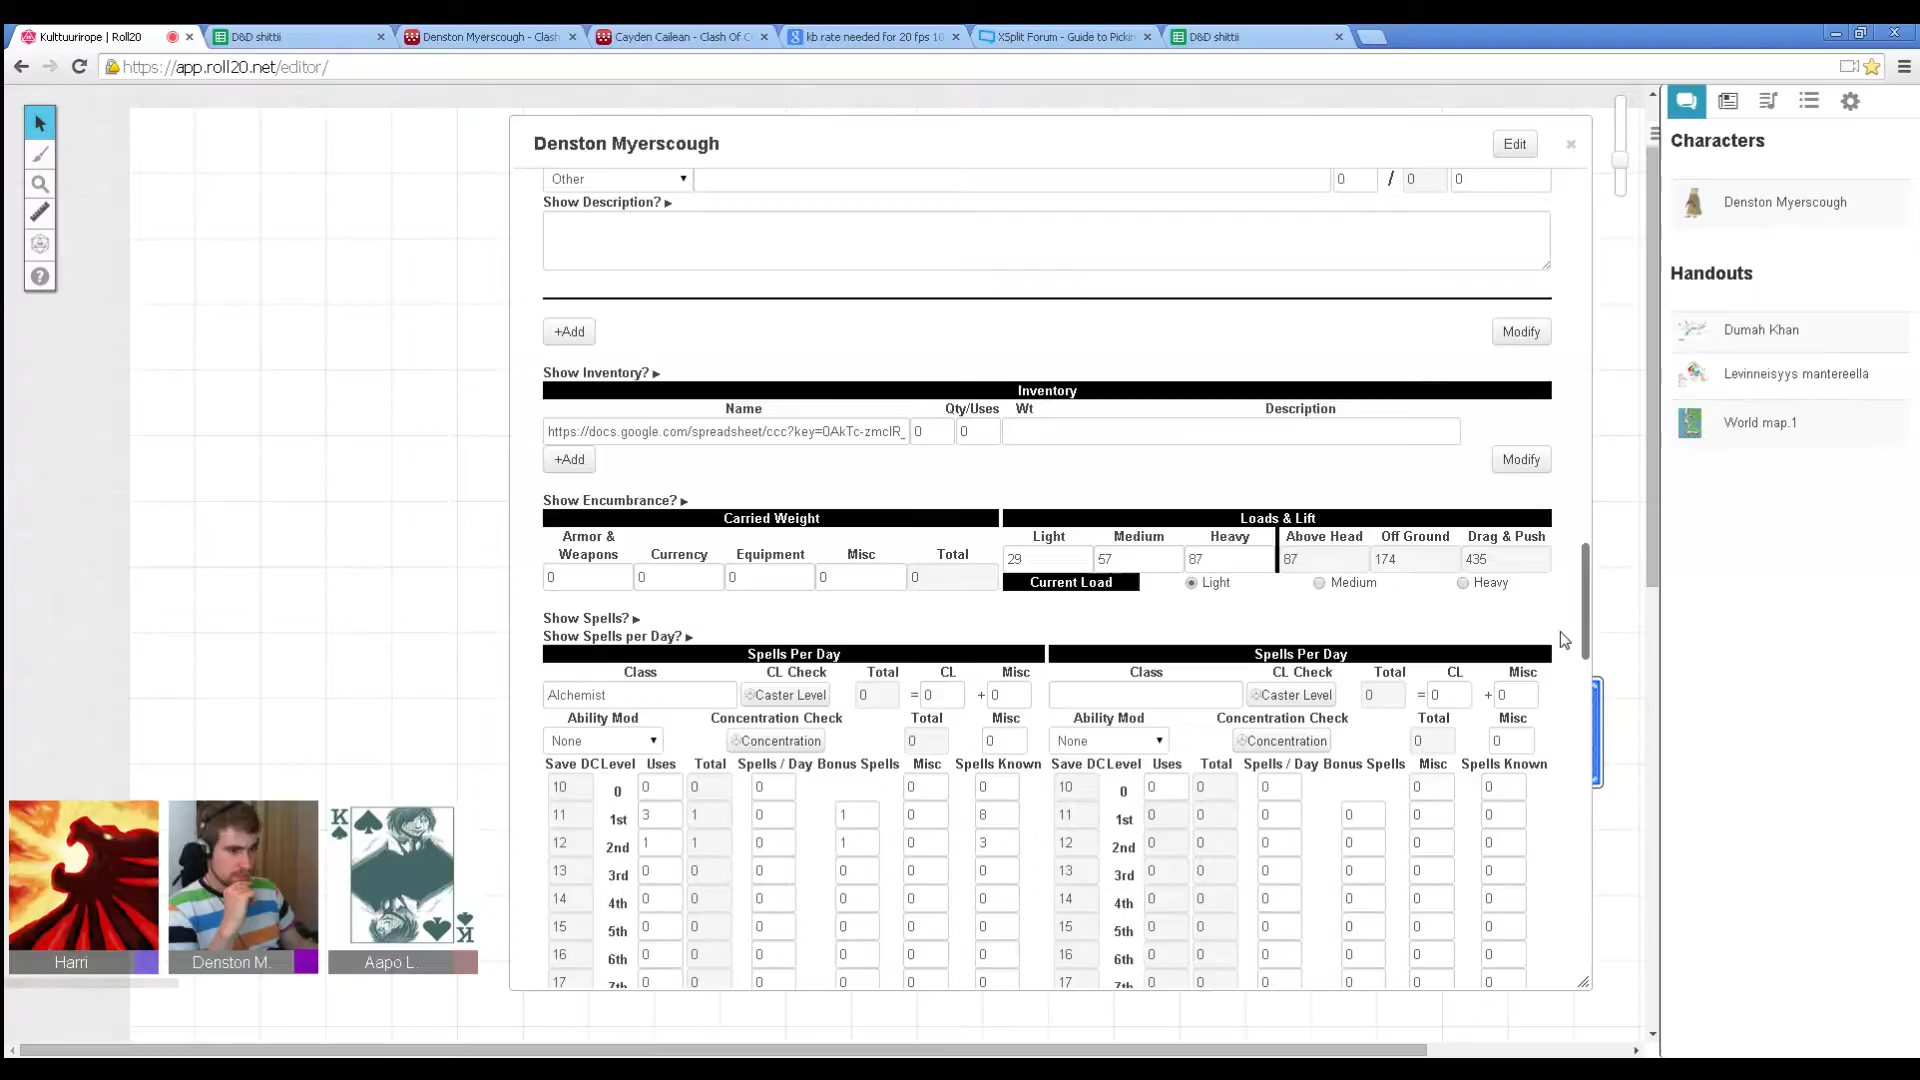 Kulttuurirope | Roll20
D&D shittii
Denston Myerscough - Clash
Cayden Cailean - Clash Of C
kb rate needed for 20 fps 10
XSplit Forum - Guide to Pickin
D&D shittii
https://app.roll20.net/editor/
Denston Myerscough
Edit
Other 0 / 0 0
Show Description?
+Add Modify
Show Inventory?
Inventory
Name Qty/Uses Wt Description
https://docs.google.com/spreadsheet/ccc?key=0AkTc-zmclR_ 0 0
+Add Modify
Show Encumbrance?
Carried Weight Loads & Lift
Armor & Weapons Currency Equipment Misc Total
0 0 0 0 0
Light Medium Heavy Above Head Off Ground Drag & Push
29 57 87 87 174 435
Current Load Light Medium Heavy
Show Spells?
Show Spells per Day?
Spells Per Day Spells Per Day
Class CL Check Total CL Misc Class CL Check Total CL Misc
Alchemist Caster Level 0 = 0 + 0 Caster Level 0 = 0 + 0
Ability Mod Concentration Check Total Misc Ability Mod Concentration Check Total Misc
None Concentration 0 0 None Concentration 0 0
Save DC Level Uses Total Spells / Day Bonus Spells Misc Spells Known Save DC Level Uses Total Spells / Day Bonus Spells Misc Spells Known
10 0 0 0 0 0 0 10 0 0 0 0 0 0
11 1st 3 1 0 1 0 8 11 1st 0 0 0 0 0 0
12 2nd 1 1 0 1 0 3 12 2nd 0 0 0 0 0 0
13 3rd 0 0 0 0 0 0 13 3rd 0 0 0 0 0 0
14 4th 0 0 0 0 0 0 14 4th 0 0 0 0 0 0
15 5th 0 0 0 0 0 0 15 5th 0 0 0 0 0 0
16 6th 0 0 0 0 0 0 16 6th 0 0 0 0 0 0
17 7th 0 0 0 0 0 0 17 7th 0 0 0 0 0 0
Characters
Denston Myerscough
Handouts
Dumah Khan
Levinneisyys mantereella
World map.1
K
K
Harri
Denston M.
Aapo L.